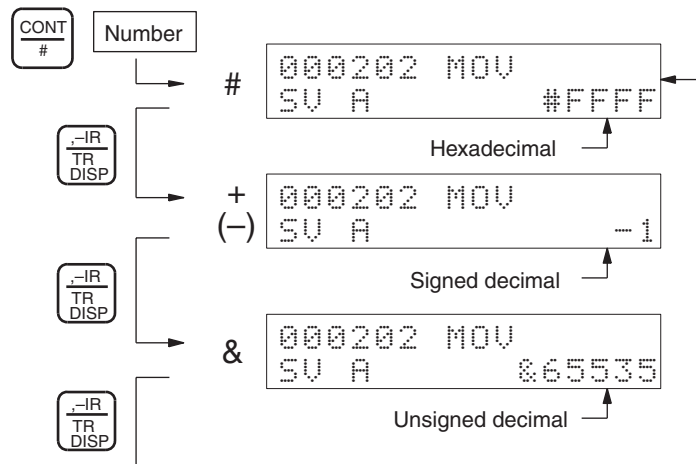 CONT
#
Number
#
000202 MOV
SV A #FFFF
Hexadecimal
,–IR
TR
DISP
+
(–)
000202 MOV
SV A –1
Signed decimal
,–IR
TR
DISP
&
000202 MOV
SV A &65535
Unsigned decimal
,–IR
TR
DISP